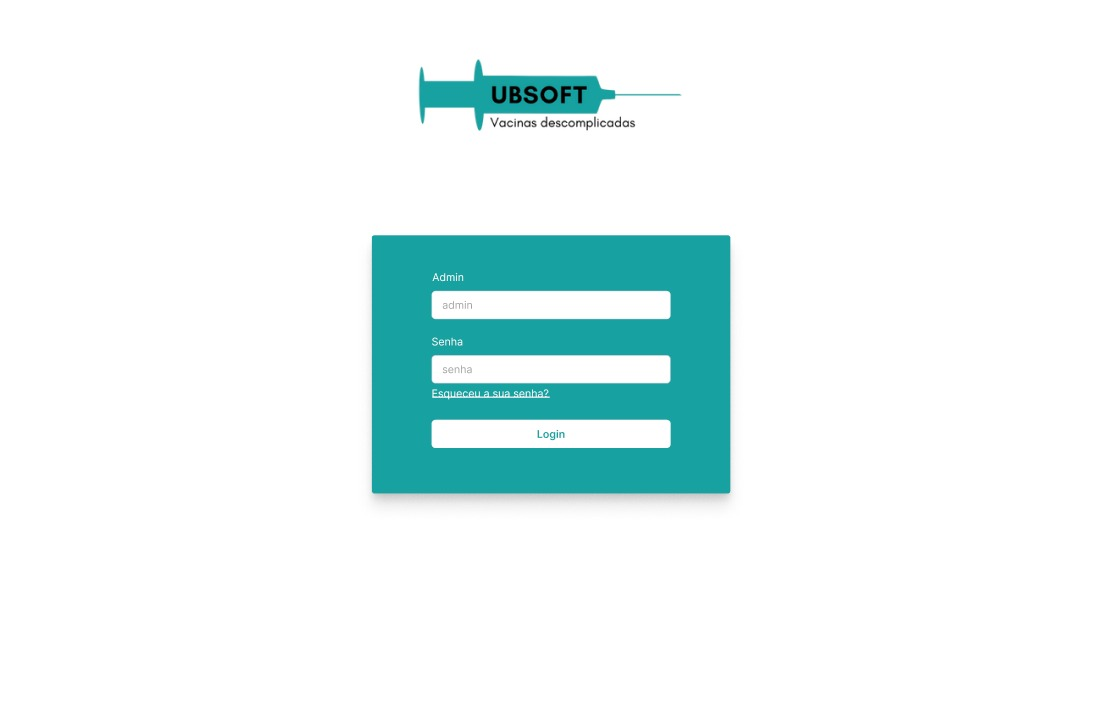 UBSOFT
Vacinas descomplicadas
Admin
admin
Senha
senha
Esqueceu a sua senha?
Login